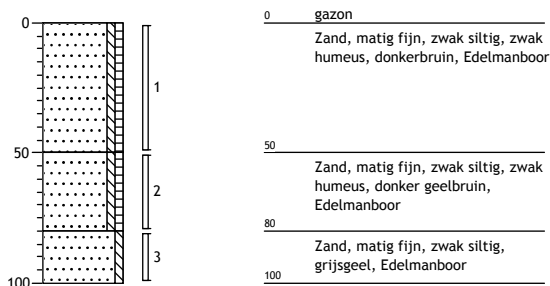 0
50
100
1
2
3
0 gazon
Zand, matig fijn, zwak siltig, zwak
humeus, donkerbruin, Edelmanboor
50
Zand, matig fijn, zwak siltig, zwak
humeus, donker geelbruin,
Edelmanboor
80
Zand, matig fijn, zwak siltig,
grijsgeel, Edelmanboor
100